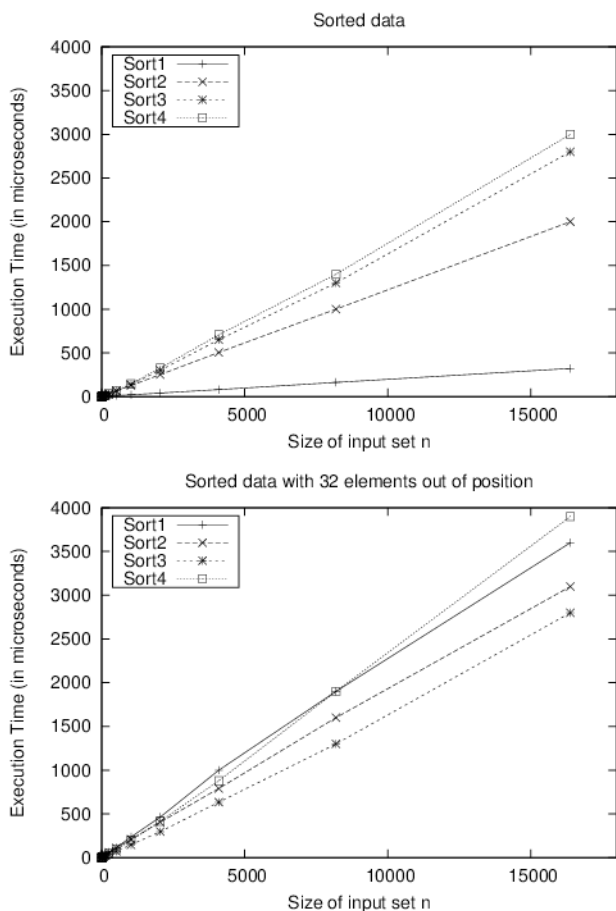 Sorted data
Execution Time (in microseconds)
4000
3500
3000
2500
2000
1500
1000
500
0
Sort1
Sort2
Sort3
Sort4
0 5000 10000 15000
Size of input set n
Sorted data with 32 elements out of position
Execution Time (in microseconds)
4000
3500
3000
2500
2000
1500
1000
500
0
Sort1
Sort2
Sort3
Sort4
0 5000 10000 15000
Size of input set n